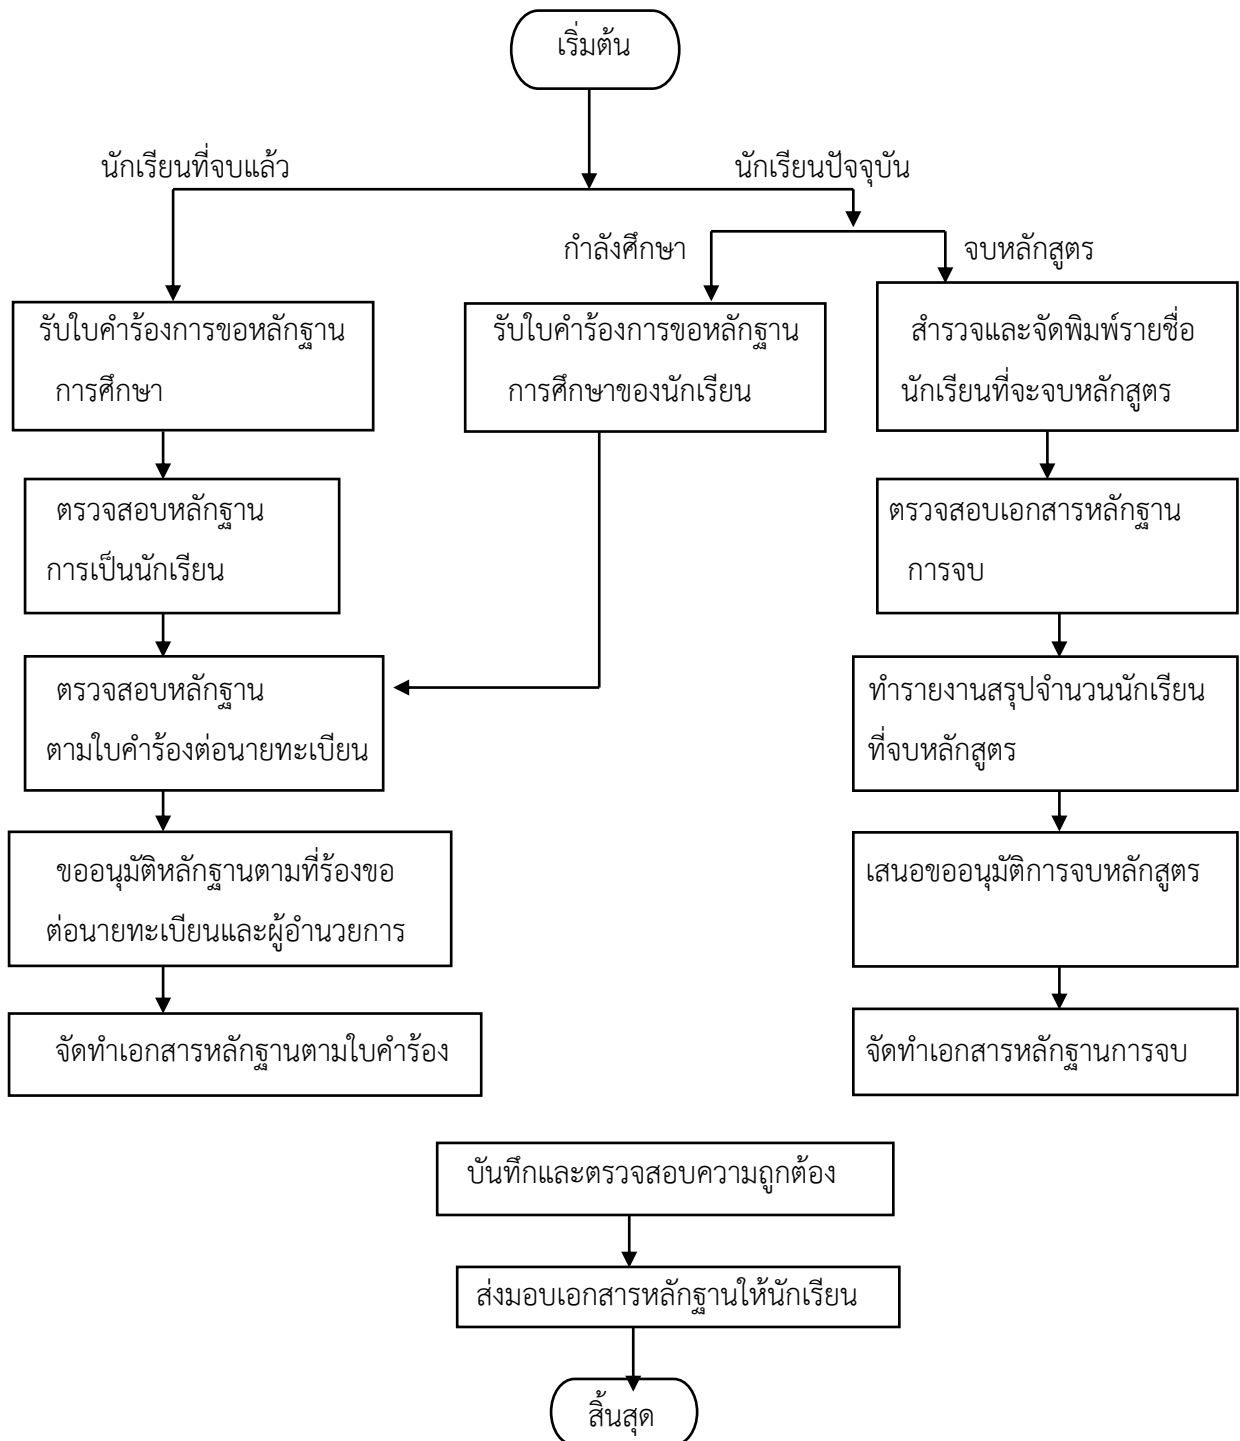 เริ่มต้น
นักเรียนที่จบแล้ว
นักเรียนปัจจุบัน
กำลังศึกษา
จบหลักสูตร
รับใบคำร้องการขอหลักฐาน
การศึกษา
รับใบคำร้องการขอหลักฐาน
การศึกษาของนักเรียน
สำรวจและจัดพิมพ์รายชื่อ
นักเรียนที่จะจบหลักสูตร
ตรวจสอบหลักฐาน
การเป็นนักเรียน
ตรวจสอบเอกสารหลักฐาน
การจบ
ตรวจสอบหลักฐาน
ตามใบคำร้องต่อนายทะเบียน
ทำรายงานสรุปจำนวนนักเรียน
ที่จบหลักสูตร
ขออนุมัติหลักฐานตามที่ร้องขอ
ต่อนายทะเบียนและผู้อำนวยการ
เสนอขออนุมัติการจบหลักสูตร
จัดทำเอกสารหลักฐานตามใบคำร้อง
จัดทำเอกสารหลักฐานการจบ
บันทึกและตรวจสอบความถูกต้อง
ส่งมอบเอกสารหลักฐานให้นักเรียน
สิ้นสุด